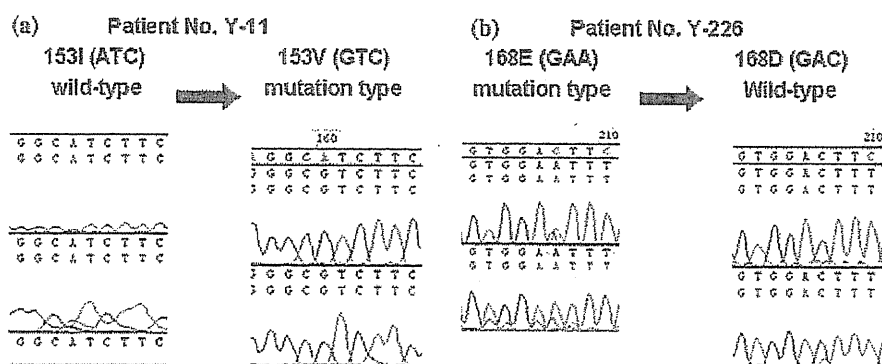 (a) Patient No. Y-11
153I (ATC)
wild-type
153V (GTC)
mutation type
G G C A T C T T C
G G C A T C T T C
G G C A T C T T C
G G C A T C T T C
G G C A T C T T C
160
G G C A T C T T C
G G C G T C T T C
G G C G T C T T C
G G C G T C T T C
G G C G T C T T C
(b) Patient No. Y-226
168E (GAA)
mutation type
168D (GAC)
Wild-type
210
G T G G A C T T C
G T G G A A T T T
G T G G A A T T T
G T G G A A T T T
G T G G A A T T T
210
G T G G A C T T C
G T G G A C T T T
G T G G A C T T T
G T G G A C T T T
G T G G A C T T T